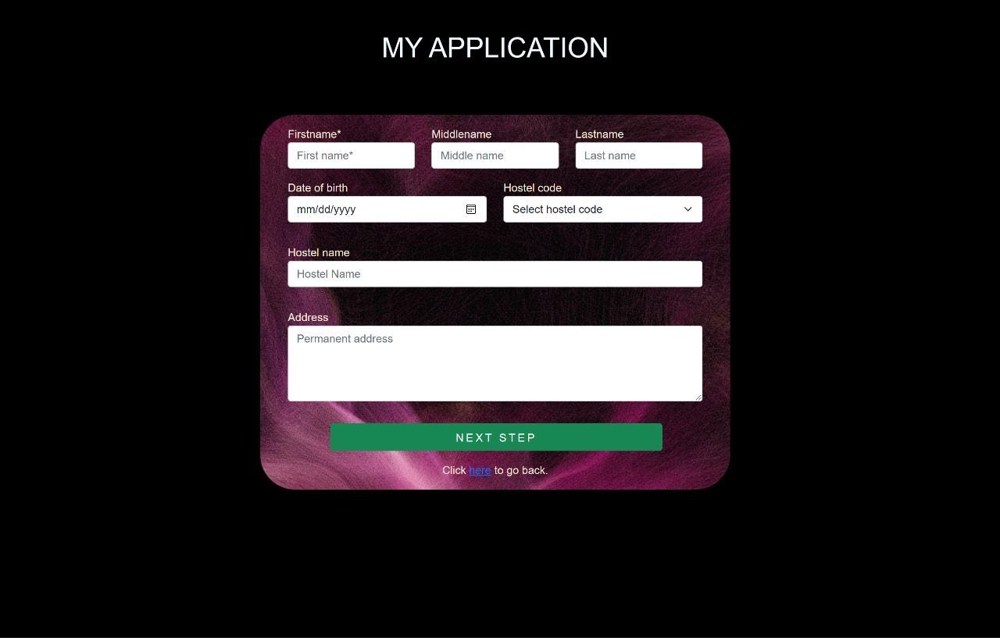 MY APPLICATION
Firstname* Middlename Lastname
First name* Middle name Last name
Date of birth Hostel code
mm/dd/yyyy Select hostel code
Hostel name
Hostel Name
Address
Permanent address
NEXT STEP
Click here to go back.